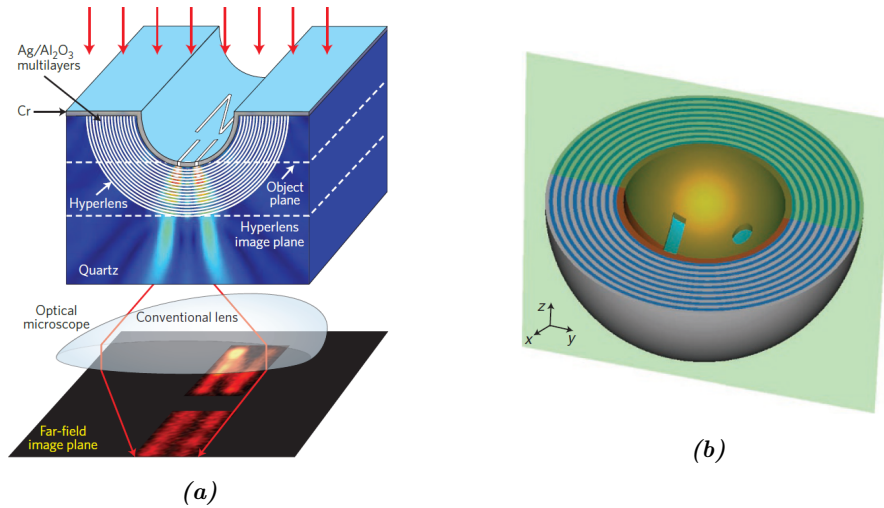 Ag/Al2O3
multilayers
Cr
Object
plane
Hyperlens
Hyperlens
image plane
Quartz
Optical
microscope
Conventional lens
Far-field
image plane
(a)
z
x
y
(b)